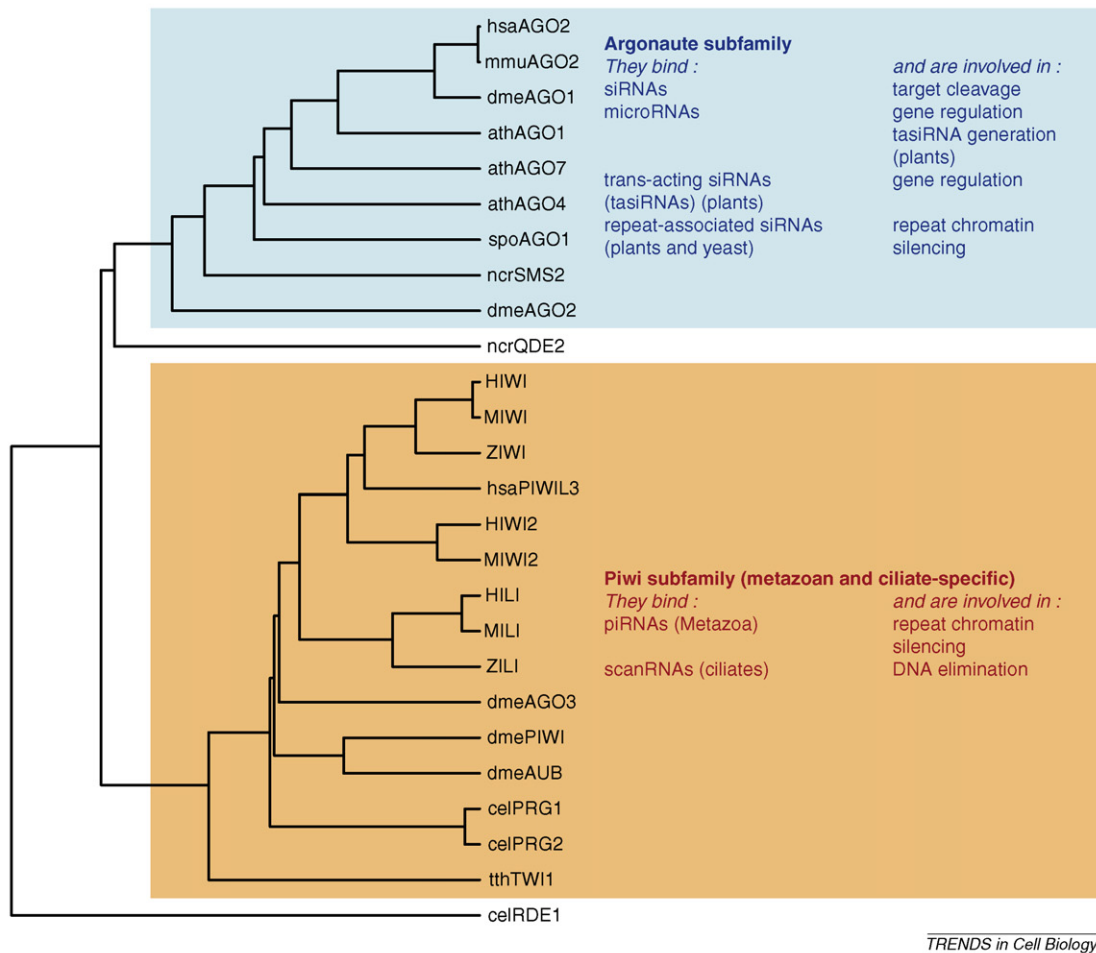 hsaAGO2
mmuAGO2
dmeAGO1
athAGO1
athAGO7
athAGO4
spoAGO1
ncrSMS2
dmeAGO2
Argonaute subfamily
They bind : and are involved in :
siRNAs target cleavage
microRNAs gene regulation
tasiRNA generation
(plants)
trans-acting siRNAs gene regulation
(tasiRNAs) (plants)
repeat-associated siRNAs repeat chromatin
(plants and yeast) silencing
ncrQDE2
HIWI
MIWI
ZIWI
hsaPIWIL3
HIWI2
MIWI2
HILI
MILI
ZILI
dmeAGO3
dmePIWI
dmeAUB
celPRG1
celPRG2
tthTWI1
Piwi subfamily (metazoan and ciliate-specific)
They bind : and are involved in :
piRNAs (Metazoa) repeat chromatin
silencing
scanRNAs (ciliates) DNA elimination
celRDE1
TRENDS in Cell Biology